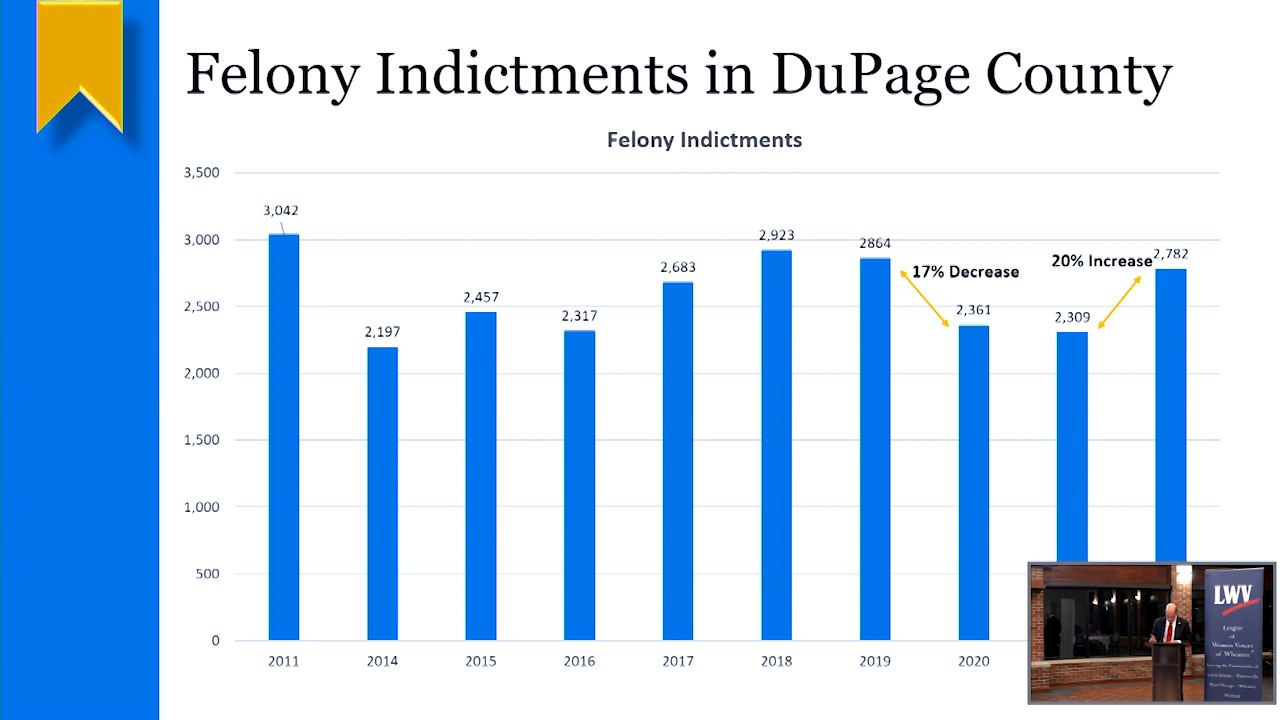 Felony Indictments in DuPage County
Felony Indictments
3,500
3,000
2,500
2,000
1,500
1,000
500
0
3,042
2,197
2,457
2,317
2,683
2,923
2864
2,361
2,309
2,782
17% Decrease
20% Increase
2011
2014
2015
2016
2017
2018
2019
2020
LWV
League
of
Women Voters
of Wheaton